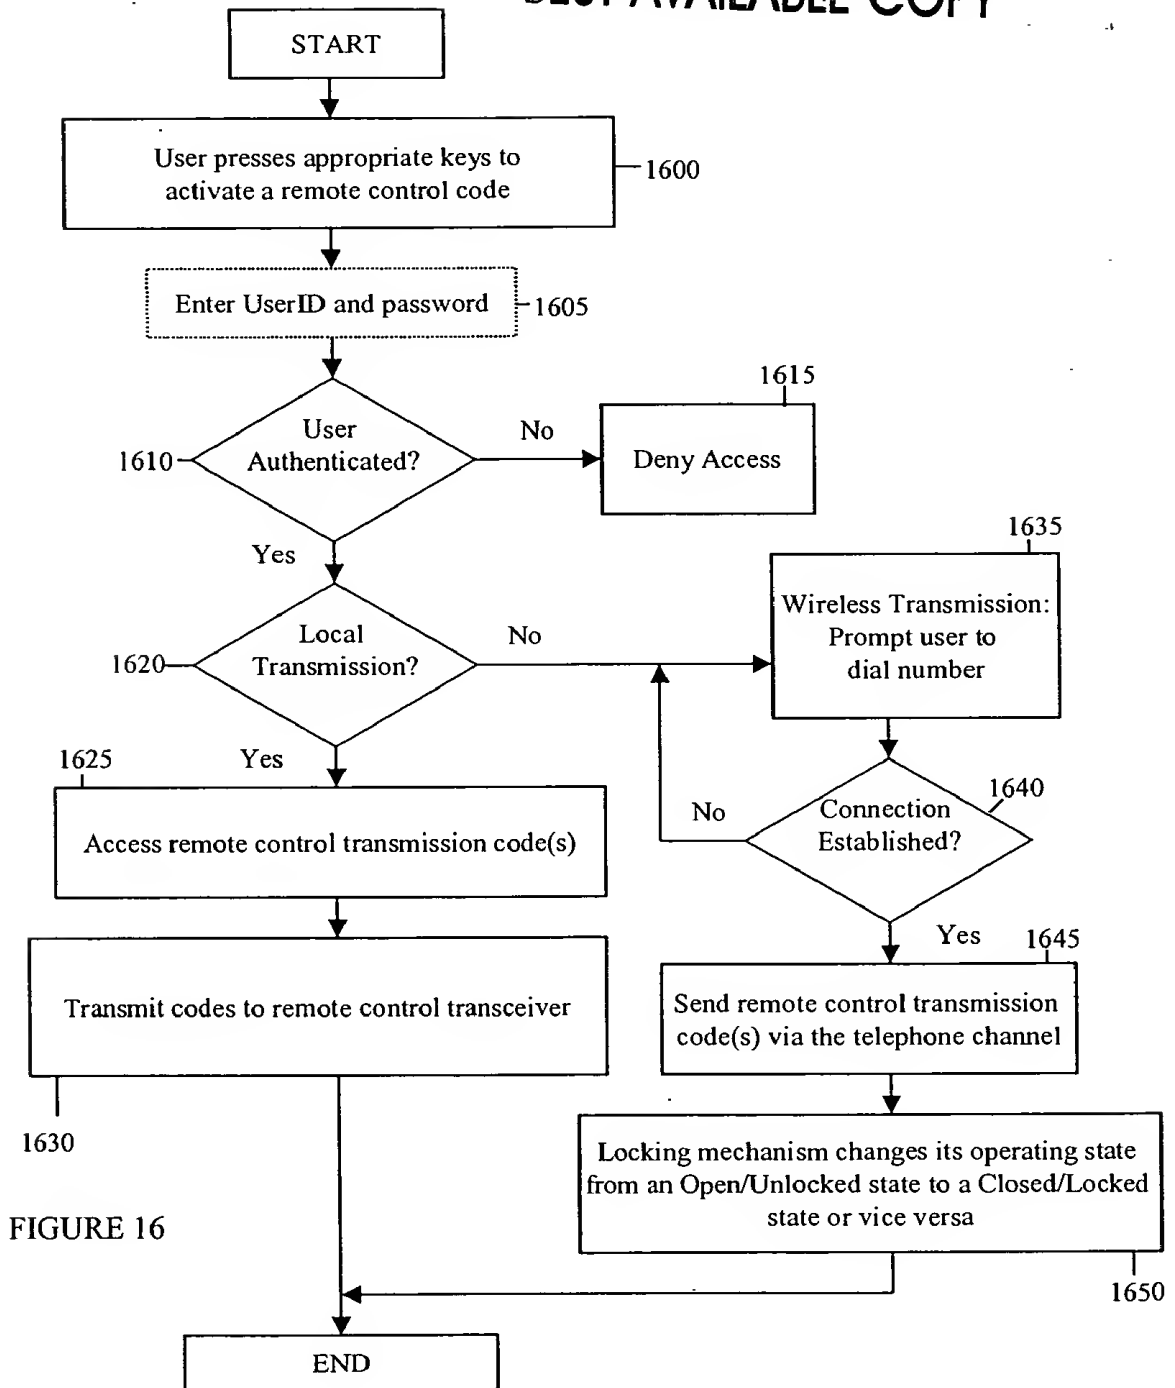 BEST AVAILABLE COPY
START
User presses appropriate keys to
activate a remote control code
1600
Enter UserID and password
1605
1615
User
Authenticated?
1610
No
Deny Access
Yes
1635
Local
Transmission?
1620
No
Wireless Transmission:
Prompt user to
dial number
1625
Yes
1640
Connection
Established?
No
Access remote control transmission code(s)
Yes
1645
Transmit codes to remote control transceiver
Send remote control transmission
code(s) via the telephone channel
1630
Locking mechanism changes its operating state
from an Open/Unlocked state to a Closed/Locked
state or vice versa
FIGURE 16
1650
END